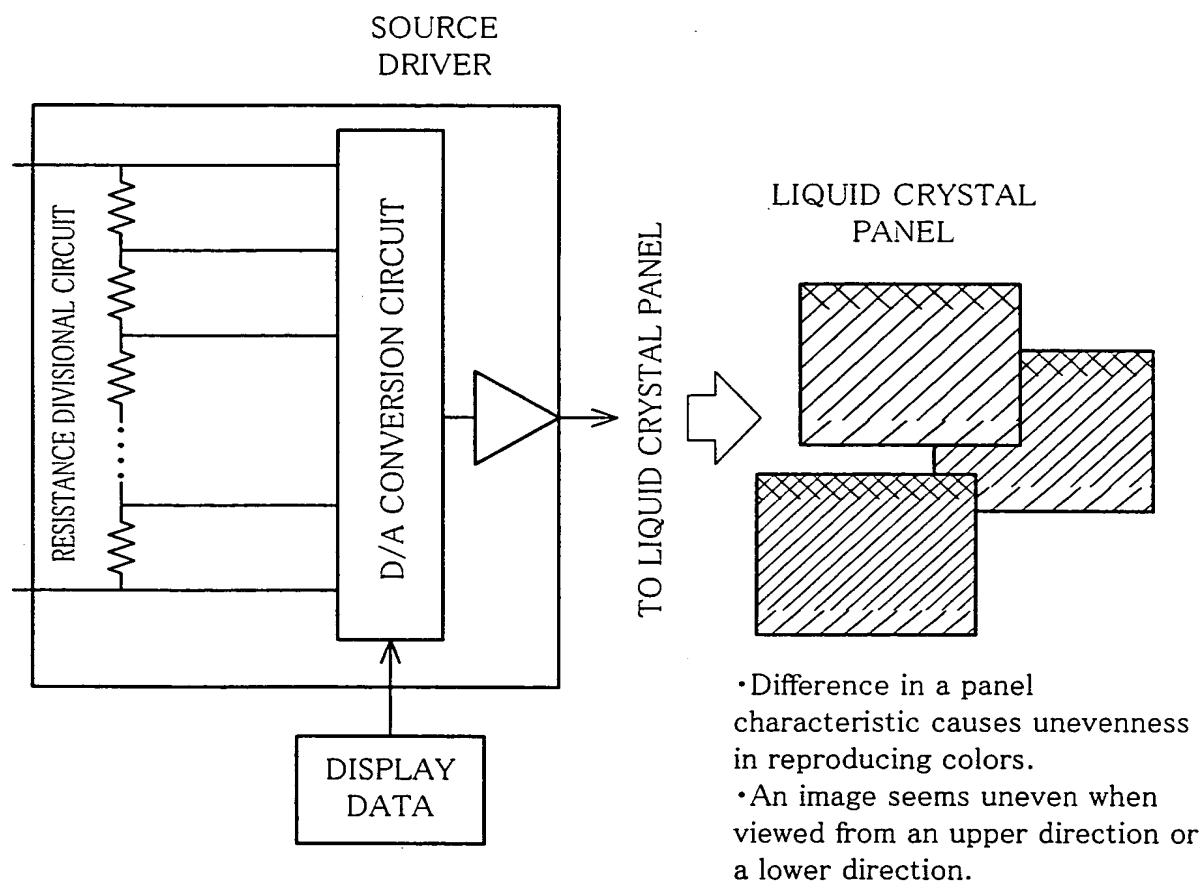 SOURCE
DRIVER
RESISTANCE DIVISIONAL CIRCUIT
D/A CONVERSION CIRCUIT
TO LIQUID CRYSTAL PANEL
LIQUID CRYSTAL
PANEL
DISPLAY
DATA
・Difference in a panel
characteristic causes unevenness
in reproducing colors.
・An image seems uneven when
viewed from an upper direction or
a lower direction.